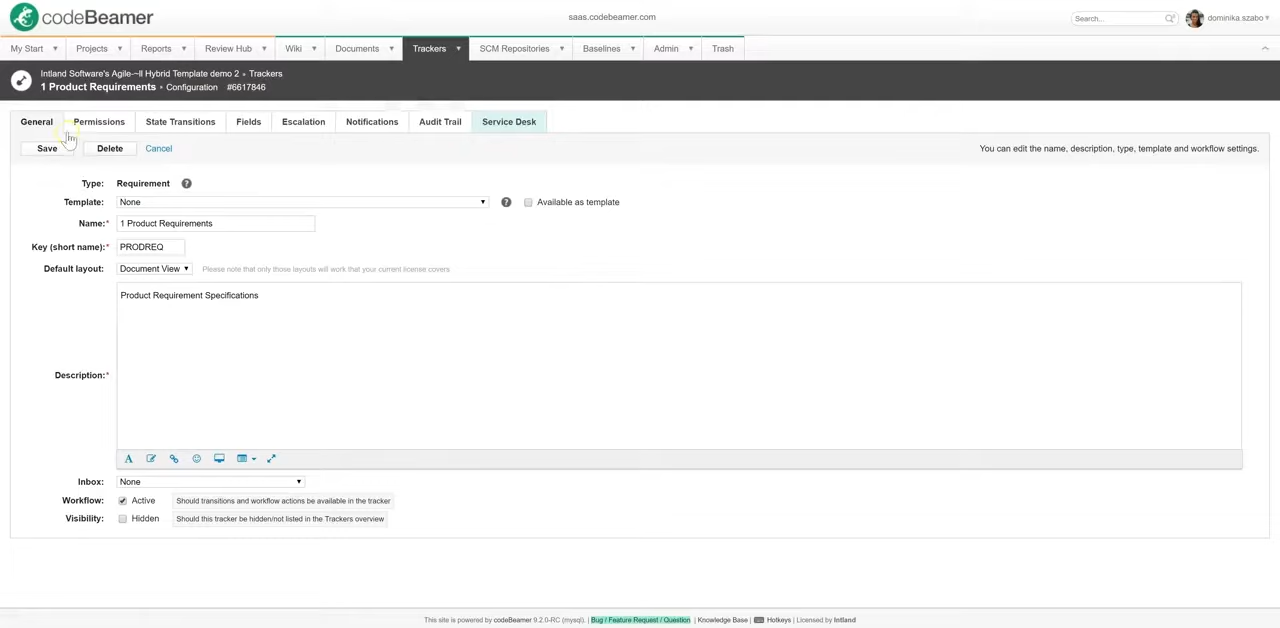 codeBeamer
saas.codebeamer.com
Search...
dominika.szabo
My Start Projects Reports Review Hub Wiki Documents Trackers SCM Repositories Baselines Admin Trash
Intland Software's Agile-~ll Hybrid Template demo 2 » Trackers
1 Product Requirements • Configuration #6617846
General Permissions State Transitions Fields Escalation Notifications Audit Trail Service Desk
Save Delete Cancel
You can edit the name, description, type, template and workflow settings.
Type: Requirement ?
Template: None ? Available as template
Name:* 1 Product Requirements
Key (short name):* PRODREQ
Default layout: Document View Please note that only those layouts will work that your current license covers
Product Requirement Specifications
Description:*
Inbox: None
Workflow: Active Should transitions and workflow actions be available in the tracker
Visibility: Hidden Should this tracker be hidden/not listed in the Trackers overview
This site is powered by codeBeamer 9.2.0-RC (mysql). | Bug / Feature Request / Question | Knowledge Base | Hotkeys | Licensed by Intland